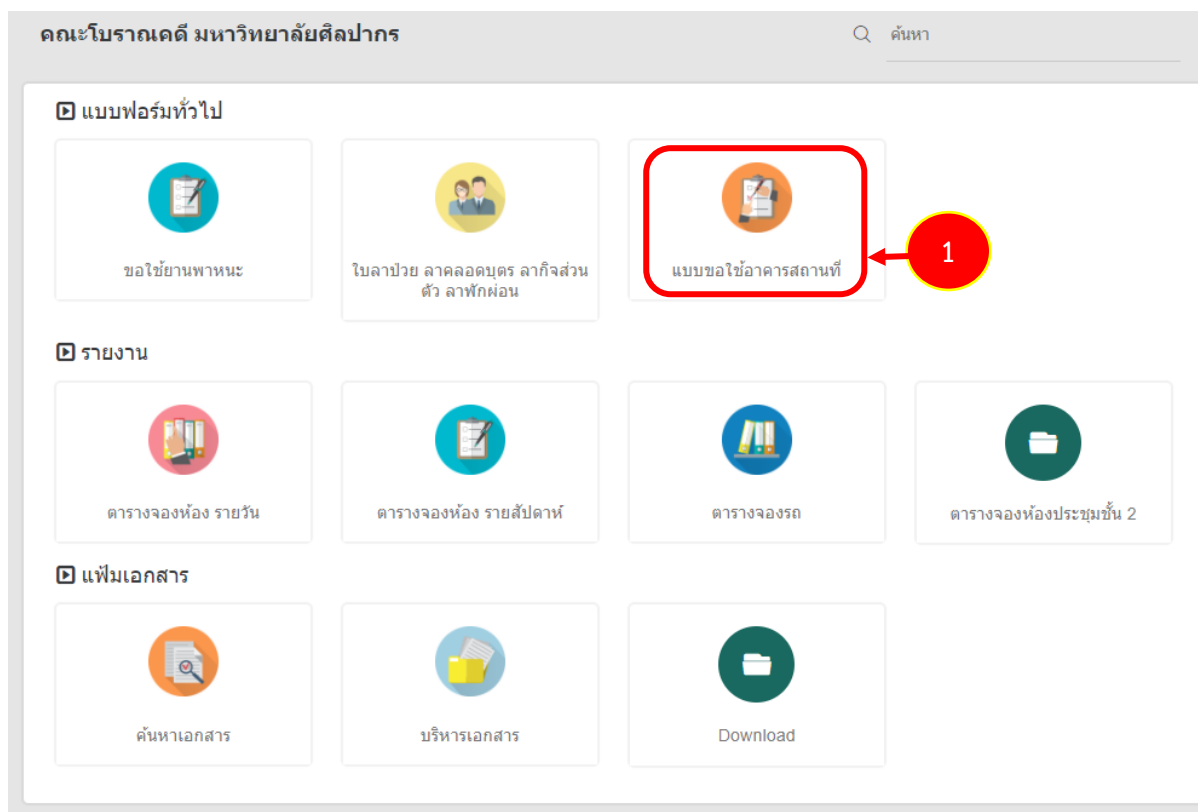 คณะโบราณคดี มหาวิทยาลัยศิลปากร
ค้นหา
แบบฟอร์มทั่วไป
ขอใช้ยานพาหนะ
ใบลาป่วย ลาคลอดบุตร ลากิจส่วน
ตัว ลาพักผ่อน
แบบขอใช้อาคารสถานที่
1
รายงาน
ตารางจองห้อง รายวัน
ตารางจองห้อง รายสัปดาห์
ตารางจองรถ
ตารางจองห้องประชุมชั้น 2
แฟ้มเอกสาร
ค้นหาเอกสาร
บริหารเอกสาร
Download